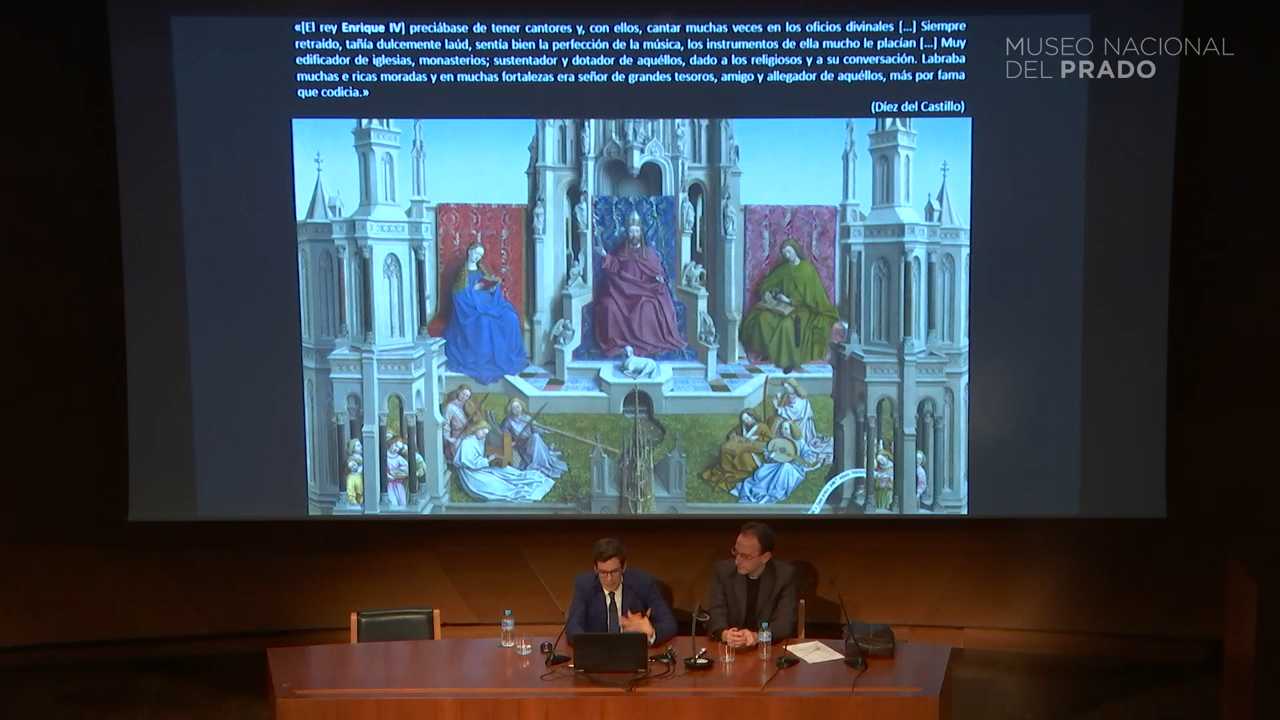 «[El rey Enrique IV] preciábase de tener cantores y, con ellos, cantar muchas veces en los oficios divinales [...] Siempre
retraído, tañía dulcemente laúd, sentía bien la perfección de la música, los instrumentos de ella mucho le placían [...] Muy
edificador de iglesias, monasterios; sustentador y dotador de aquéllos, dado a los religiosos y a su conversación. Labraba
muchas e ricas moradas y en muchas fortalezas era señor de grandes tesoros, amigo y allegador de aquéllos, más por fama
que codicia.»
(Díez del Castillo)
MUSEO NACIONAL
DEL PRADO